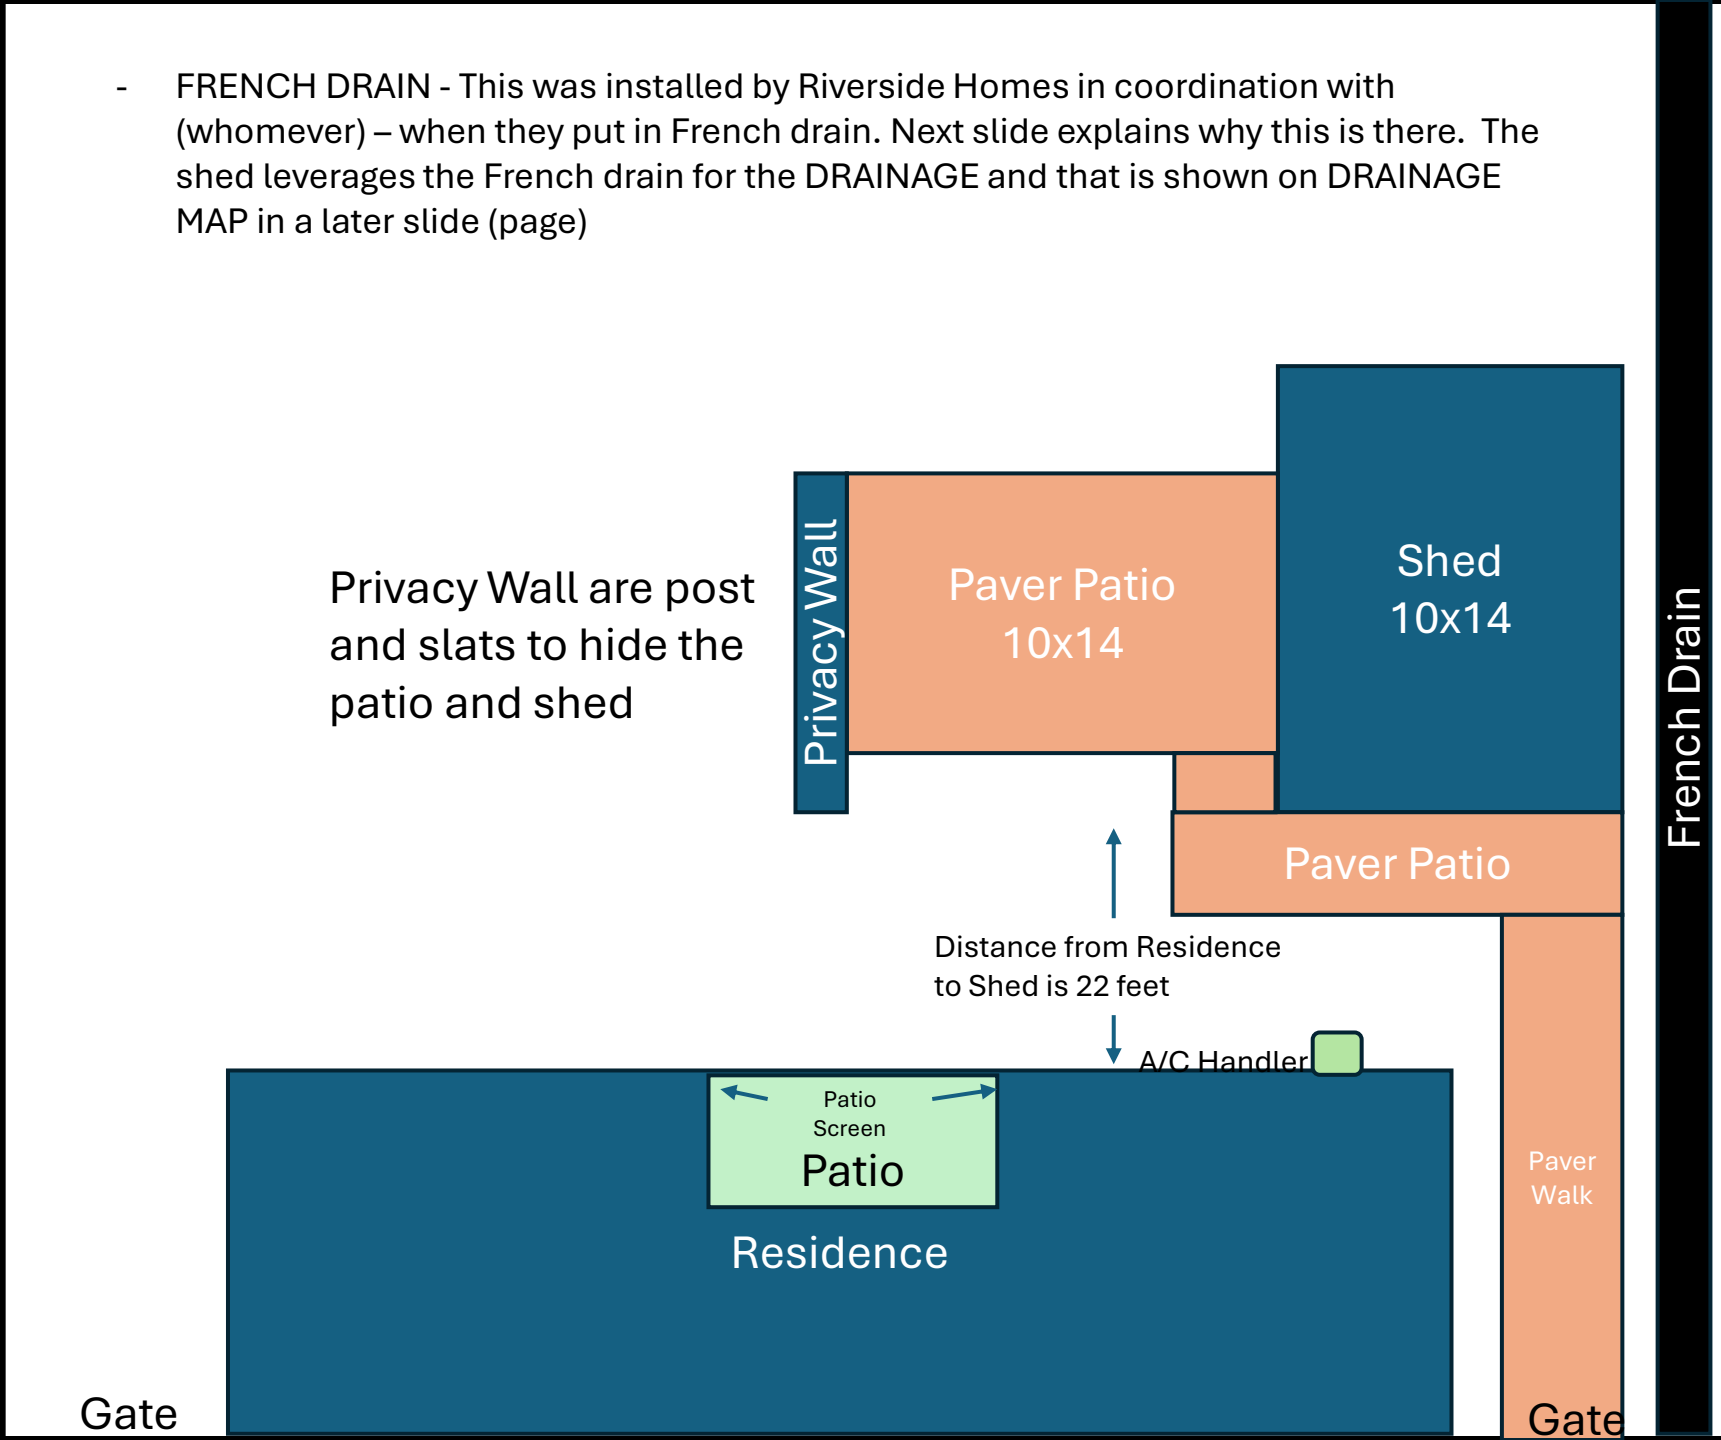 - FRENCH DRAIN - This was installed by Riverside Homes in coordination with
(whomever) – when they put in French drain. Next slide explains why this is there.  The
shed leverages the French drain for the DRAINAGE and that is shown on DRAINAGE
MAP in a later slide (page)
Privacy Wall are post
and slats to hide the
patio and shed
Privacy Wall
Paver Patio
10x14
Shed
10x14
French Drain
Paver Patio
Distance from Residence
to Shed is 22 feet
A/C Handler
Patio
Screen
Patio
Residence
Paver
Walk
Gate
Gate